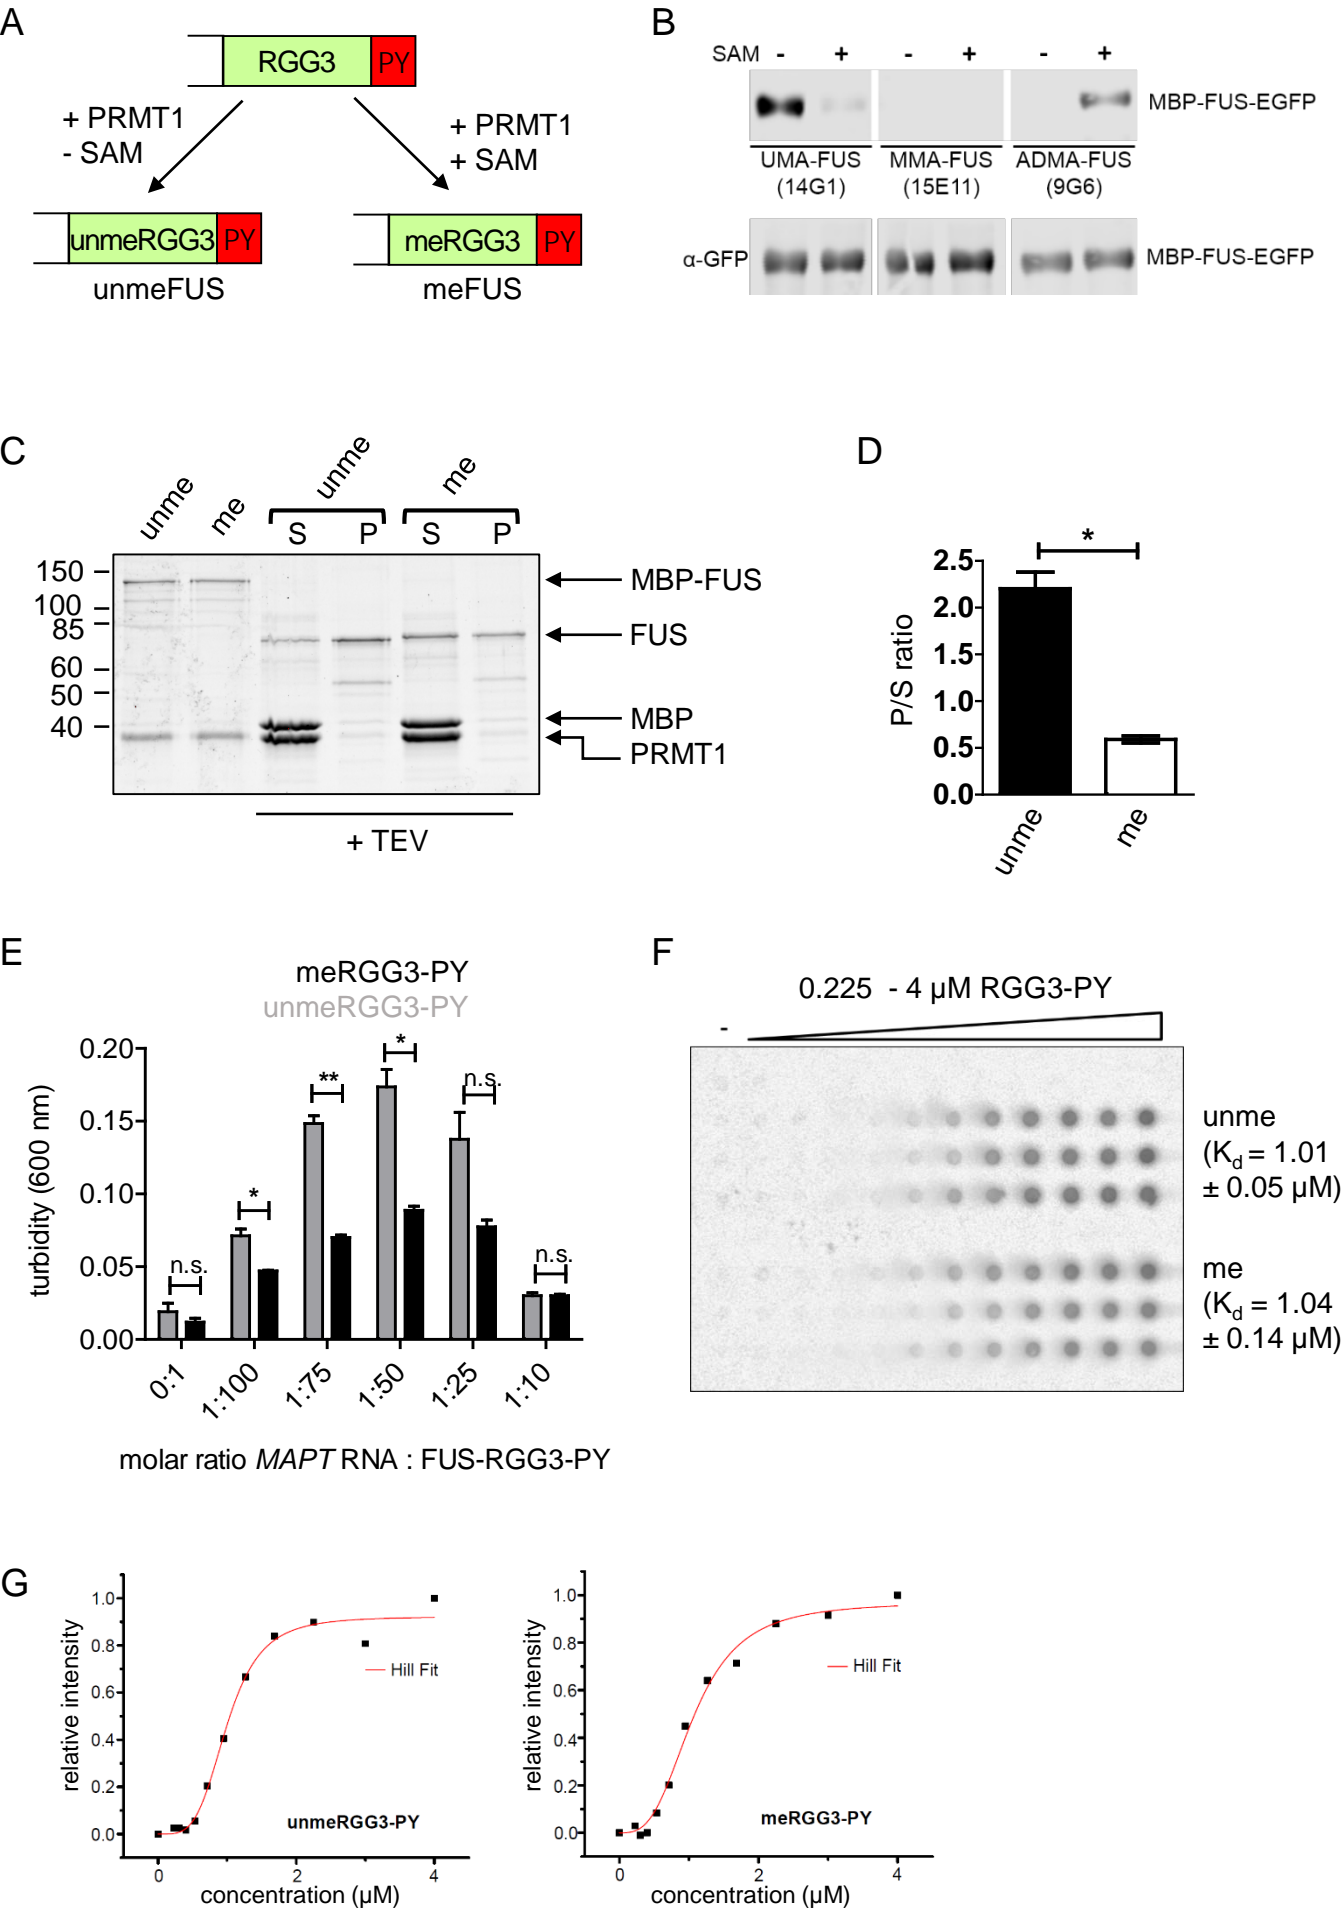 A
RGG3 PY
+ PRMT1
- SAM
+ PRMT1
+ SAM
unmeRGG3 PY
meRGG3 PY
unmeFUS
meFUS
B
SAM - + - + - +
MBP-FUS-EGFP
UMA-FUS MMA-FUS ADMA-FUS
(14G1) (15E11) (9G6)
α-GFP
MBP-FUS-EGFP
C
unme me unme me
S P S P
150
100
85
60
50
40
MBP-FUS
FUS
MBP
PRMT1
+ TEV
D
*
2.5
2.0
1.5
1.0
0.5
0.0
P/S ratio
unme me
E
meRGG3-PY
unmeRGG3-PY
0.20
0.15
0.10
0.05
0.00
turbidity (600 nm)
n.s. * ** * n.s. n.s.
0:1 1:100 1:75 1:50 1:25 1:10
molar ratio MAPT RNA : FUS-RGG3-PY
F
0.225 - 4 µM RGG3-PY
-
unme
(Kd = 1.01
± 0.05 µM)
me
(Kd = 1.04
± 0.14 µM)
G
1.0
0.8
0.6
0.4
0.2
0.0
relative intensity
Hill Fit
unmeRGG3-PY
0 2 4
concentration (µM)
1.0
0.8
0.6
0.4
0.2
0.0
relative intensity
Hill Fit
meRGG3-PY
0 2 4
concentration (µM)